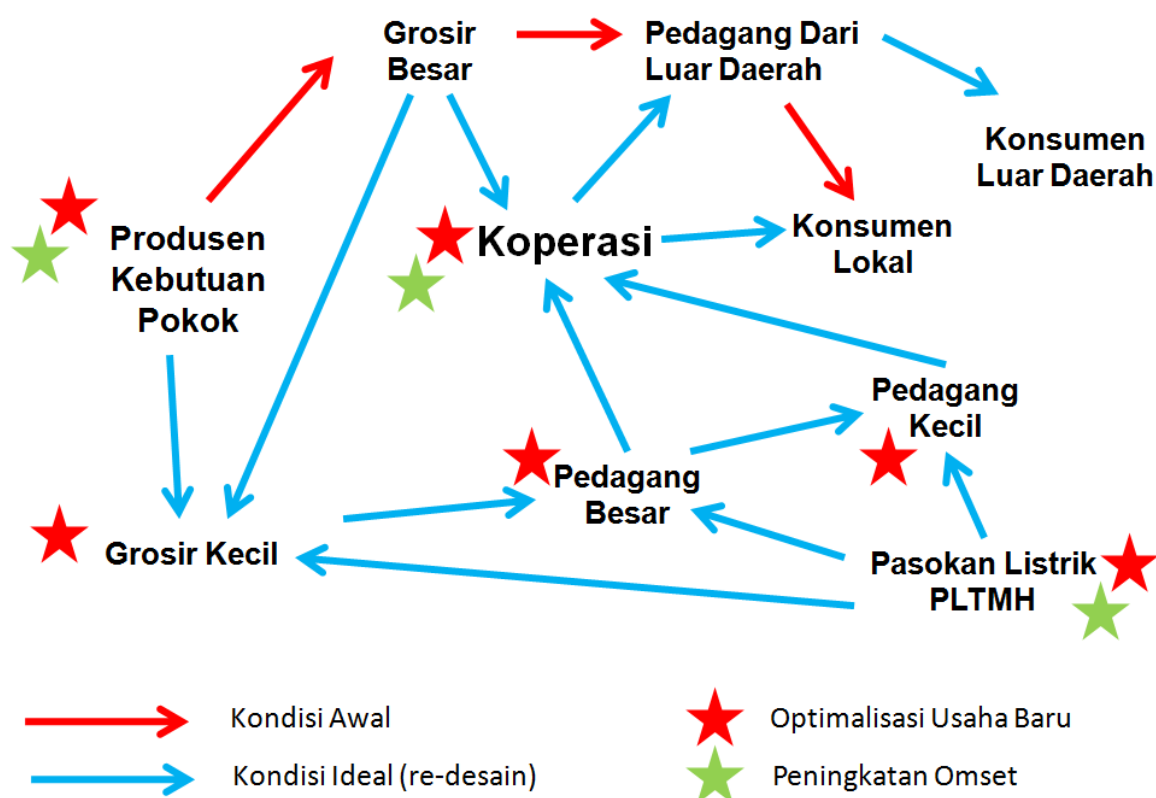 Grosir
Besar
Pedagang Dari
Luar Daerah
Konsumen
Luar Daerah
Produsen
Kebutuan
Pokok
Koperasi
Konsumen
Lokal
Pedagang
Kecil
Pedagang
Besar
Grosir Kecil
Pasokan Listrik
PLTMH
Kondisi Awal
Optimalisasi Usaha Baru
Kondisi Ideal (re-desain)
Peningkatan Omset